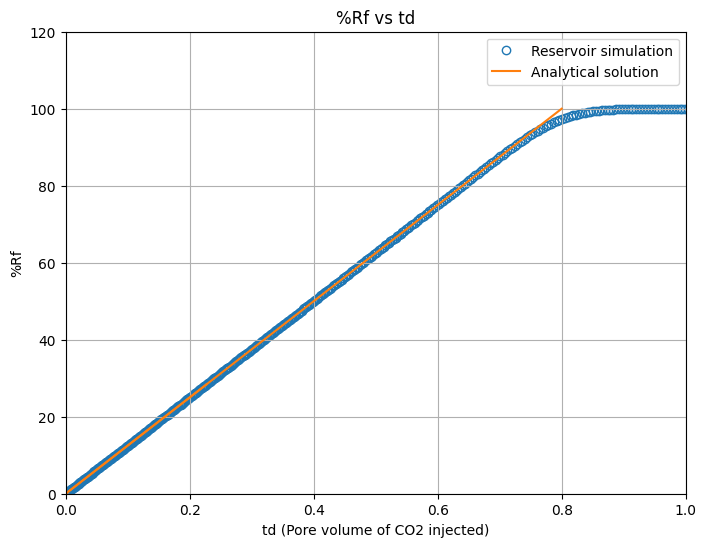 %Rf vs td
Reservoir simulation
Analytical solution
%Rf
120
100
80
60
40
20
0
0.0 0.2 0.4 0.6 0.8 1.0
td (Pore volume of CO2 injected)